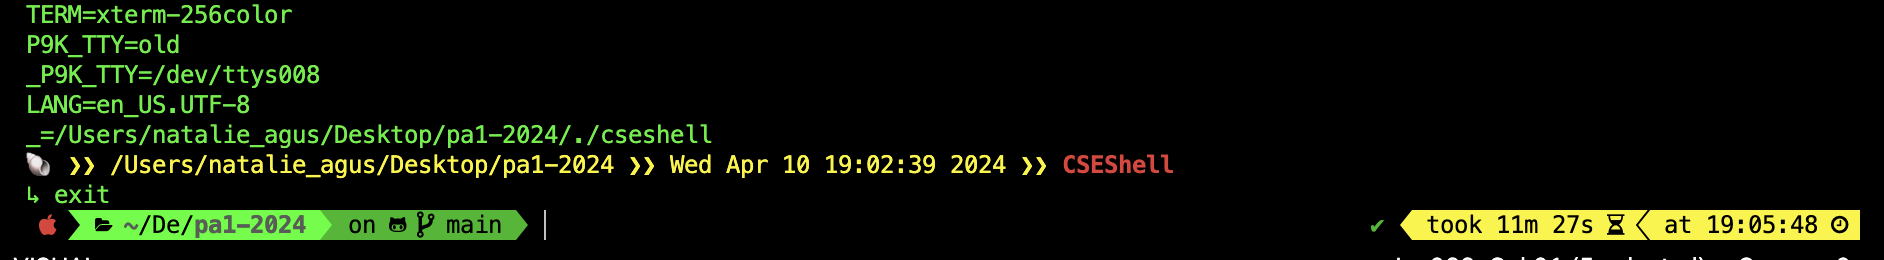 TERM=xterm-256color
P9K_TTY=old
_P9K_TTY=/dev/ttys008
LANG=en_US.UTF-8
_=/Users/natalie_agus/Desktop/pa1-2024/./cseshell
❯❯ /Users/natalie_agus/Desktop/pa1-2024 ❯❯ Wed Apr 10 19:02:39 2024 ❯❯ CSEShell
↳ exit
~/De/pa1-2024 on main ✔ took 11m 27s at 19:05:48